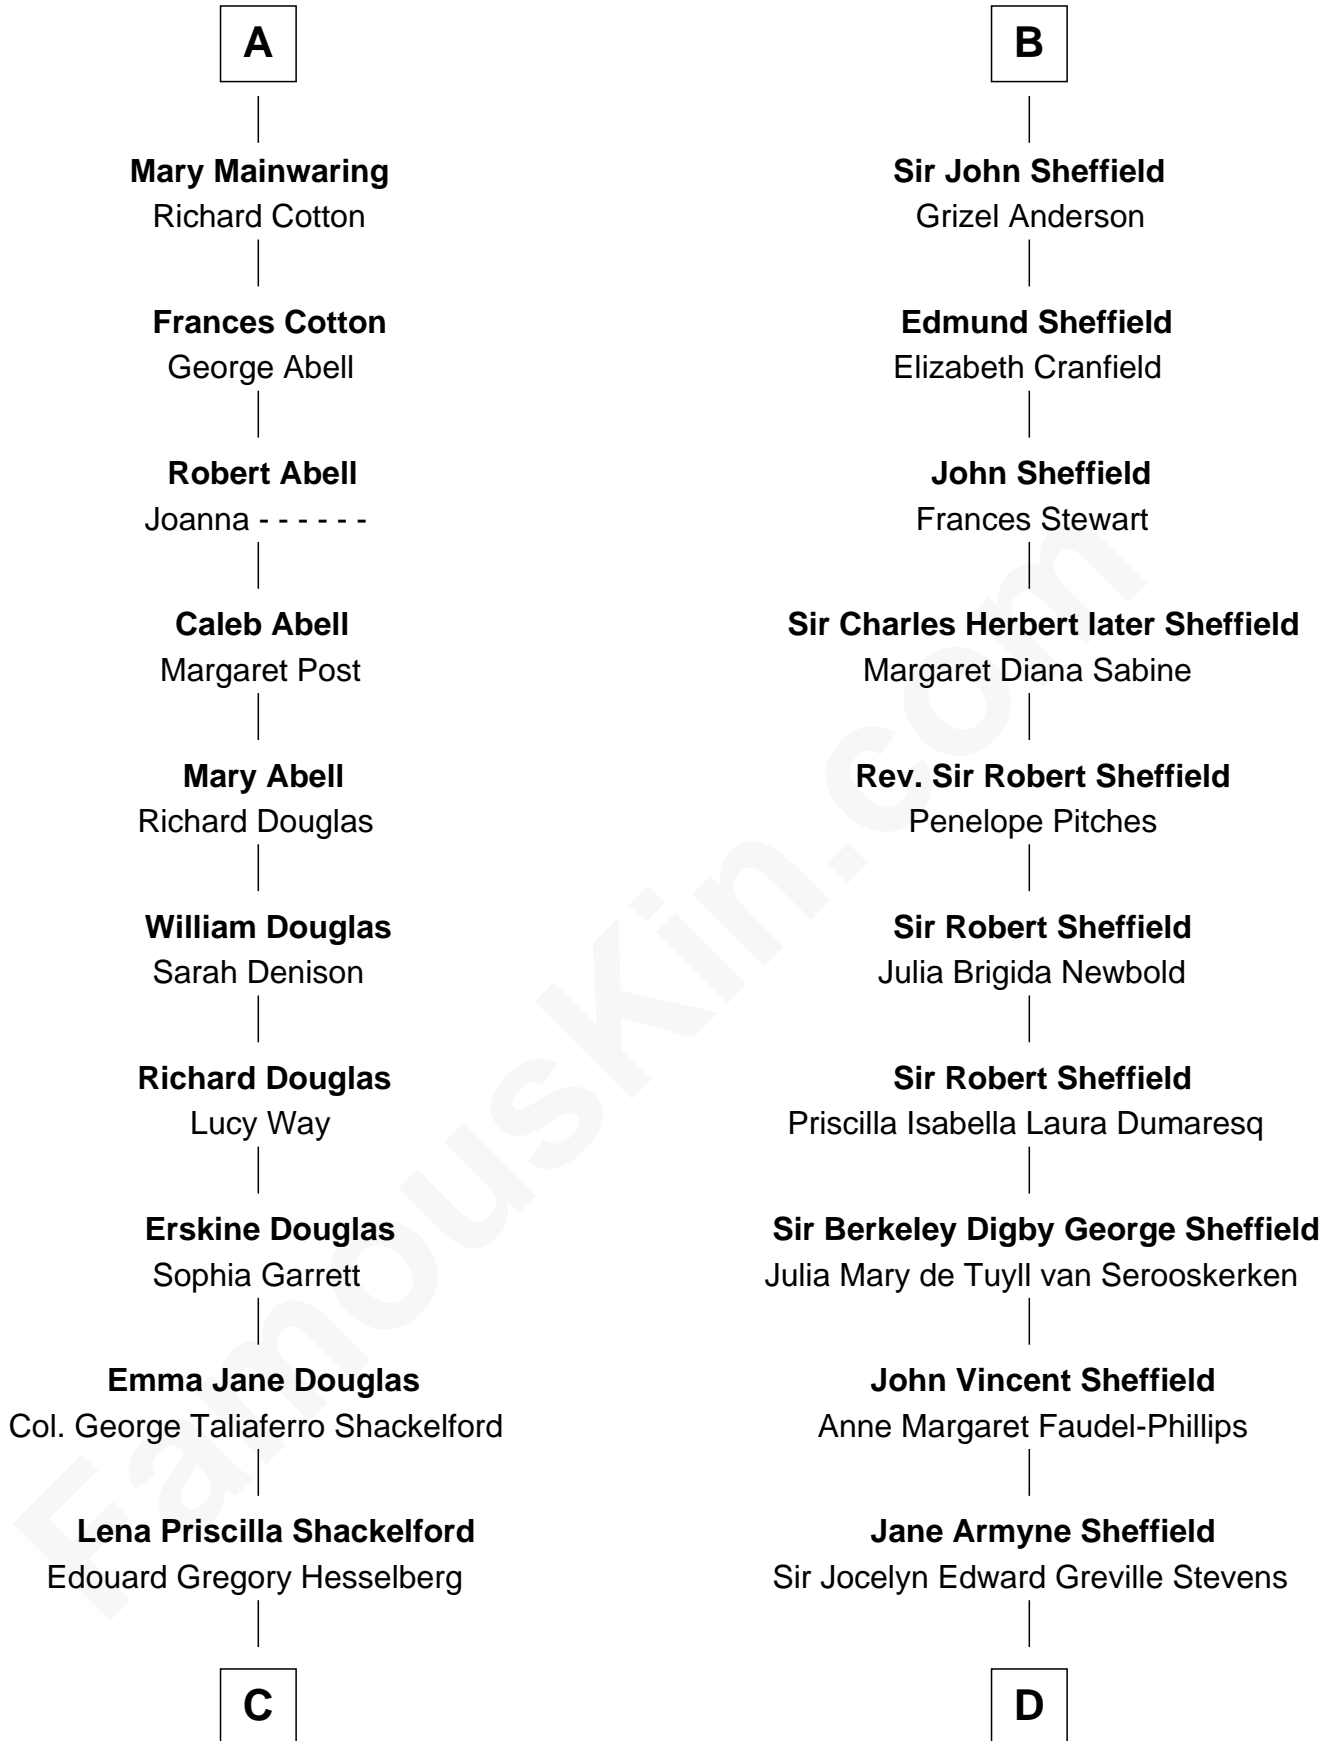 A
Mary Mainwaring
Richard Cotton
Frances Cotton
George Abell
Robert Abell
Joanna - - - - - -
Caleb Abell
Margaret Post
Mary Abell
Richard Douglas
William Douglas
Sarah Denison
Richard Douglas
Lucy Way
Erskine Douglas
Sophia Garrett
Emma Jane Douglas
Col. George Taliaferro Shackelford
Lena Priscilla Shackelford
Edouard Gregory Hesselberg
C
B
Sir John Sheffield
Grizel Anderson
Edmund Sheffield
Elizabeth Cranfield
John Sheffield
Frances Stewart
Sir Charles Herbert later Sheffield
Margaret Diana Sabine
Rev. Sir Robert Sheffield
Penelope Pitches
Sir Robert Sheffield
Julia Brigida Newbold
Sir Robert Sheffield
Priscilla Isabella Laura Dumaresq
Sir Berkeley Digby George Sheffield
Julia Mary de Tuyll van Serooskerken
John Vincent Sheffield
Anne Margaret Faudel-Phillips
Jane Armyne Sheffield
Sir Jocelyn Edward Greville Stevens
D
FamousKin.com